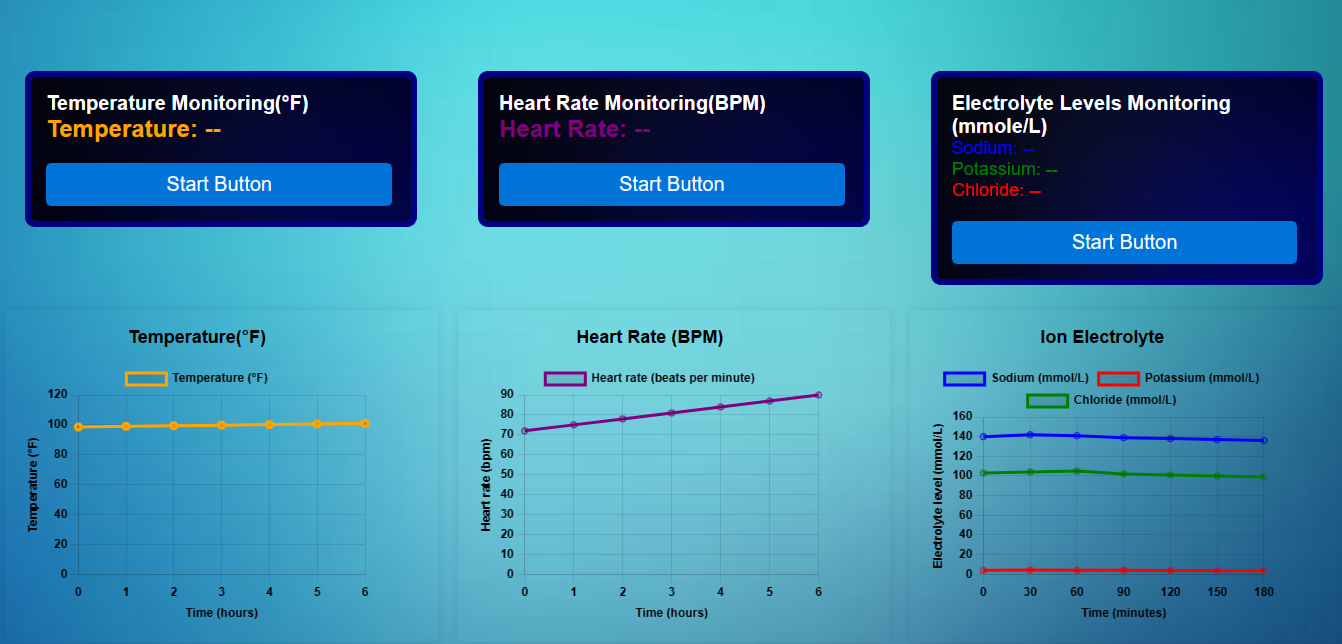 Temperature Monitoring(°F)
Temperature: --
Start Button
Heart Rate Monitoring(BPM)
Heart Rate: --
Start Button
Electrolyte Levels Monitoring
(mmole/L)
Sodium: --
Potassium: --
Chloride: --
Start Button
Temperature(°F)
Temperature (°F)
120
100
80
60
40
20
0
Temperature (°F)
0 1 2 3 4 5 6
Time (hours)
Heart Rate (BPM)
Heart rate (beats per minute)
90
80
70
60
50
40
30
20
10
0
Heart rate (bpm)
0 1 2 3 4 5 6
Time (hours)
Ion Electrolyte
Sodium (mmol/L) Potassium (mmol/L)
Chloride (mmol/L)
160
140
120
100
80
60
40
20
0
Electrolyte level (mmol/L)
0 30 60 90 120 150 180
Time (minutes)